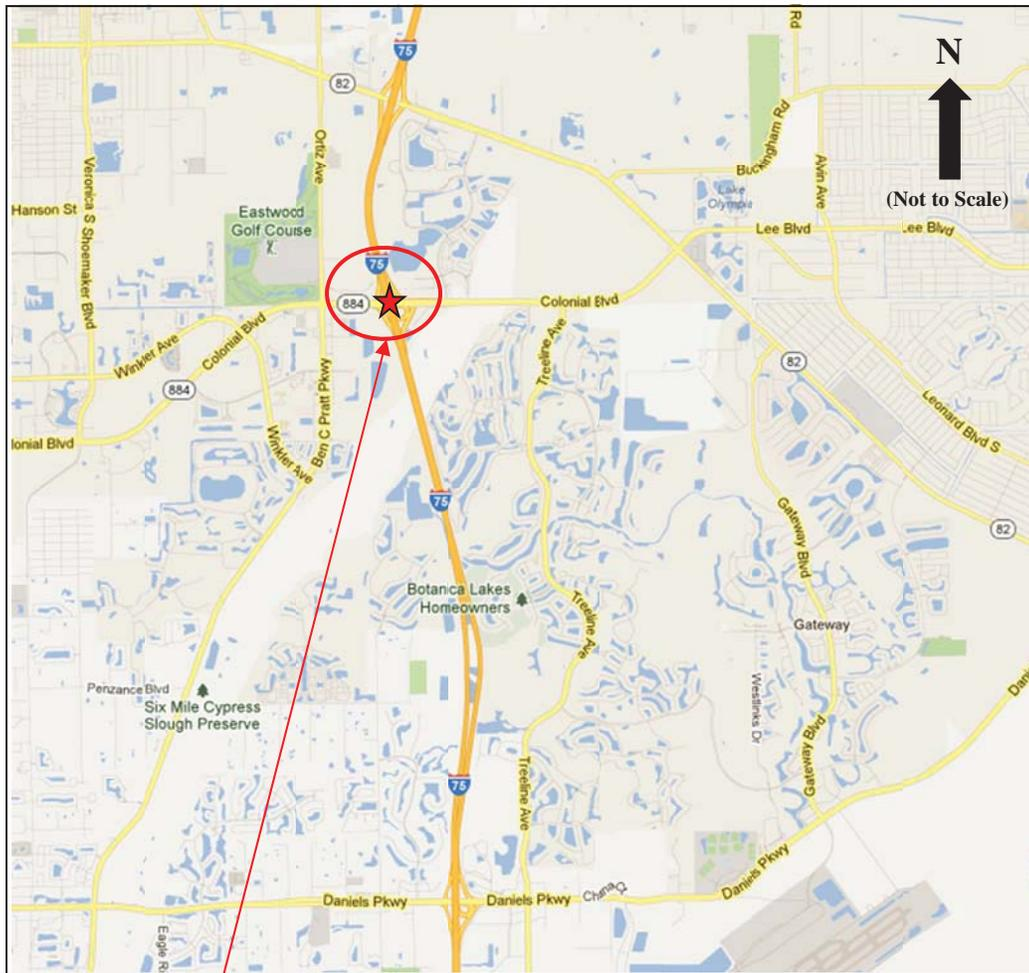 Rd
75
N
82
Ortiz Ave
Buckingham Rd
Veronica S Shoemaker Blvd
Alvin Ave
Lake
Olympia
(Not to Scale)
Hanson St
Eastwood
Golf Course
Lee Blvd
Lee Blvd
75
884
Colonial Blvd
Winkler Ave
Colonial Blvd
Treeline Ave
82
884
Ben C Pratt Pkwy
Leonard Blvd S
lonial Blvd
Winkler Ave
75
Gateway Blvd
82
Botanica Lakes
Homeowners
Treeline Ave
Gateway
Penzance Blvd
Six Mile Cypress
Slough Preserve
Westlinks Dr
Dani
Gateway Blvd
75
Treeline Ave
Daniels Pkwy
Daniels Pkwy
Daniels Pkwy
Eagle R